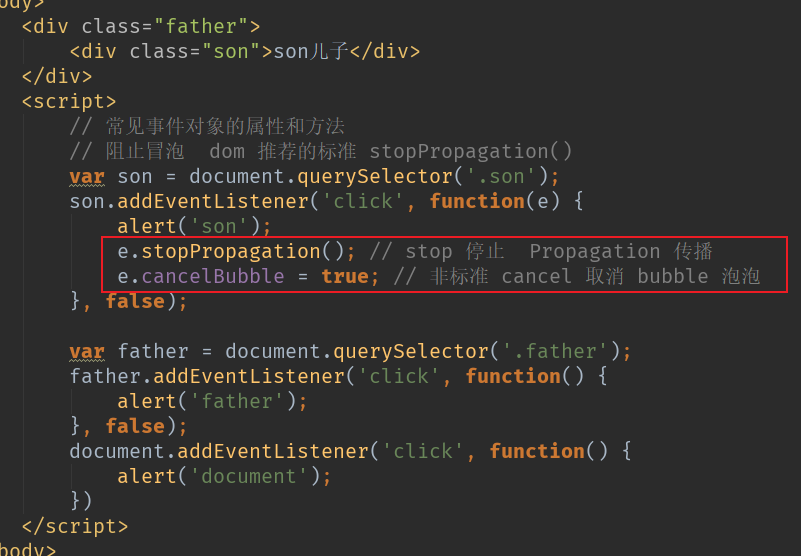 ody>
<div class="father">
<div class="son">son儿子</div>
</div>
<script>
// 常见事件对象的属性和方法
// 阻止冒泡  dom 推荐的标准 stopPropagation()
var son = document.querySelector('.son');
son.addEventListener('click', function(e) {
alert('son');
e.stopPropagation(); // stop 停止  Propagation 传播
e.cancelBubble = true; // 非标准 cancel 取消 bubble 泡泡
}, false);
var father = document.querySelector('.father');
father.addEventListener('click', function() {
alert('father');
}, false);
document.addEventListener('click', function() {
alert('document');
})
</script>
body>